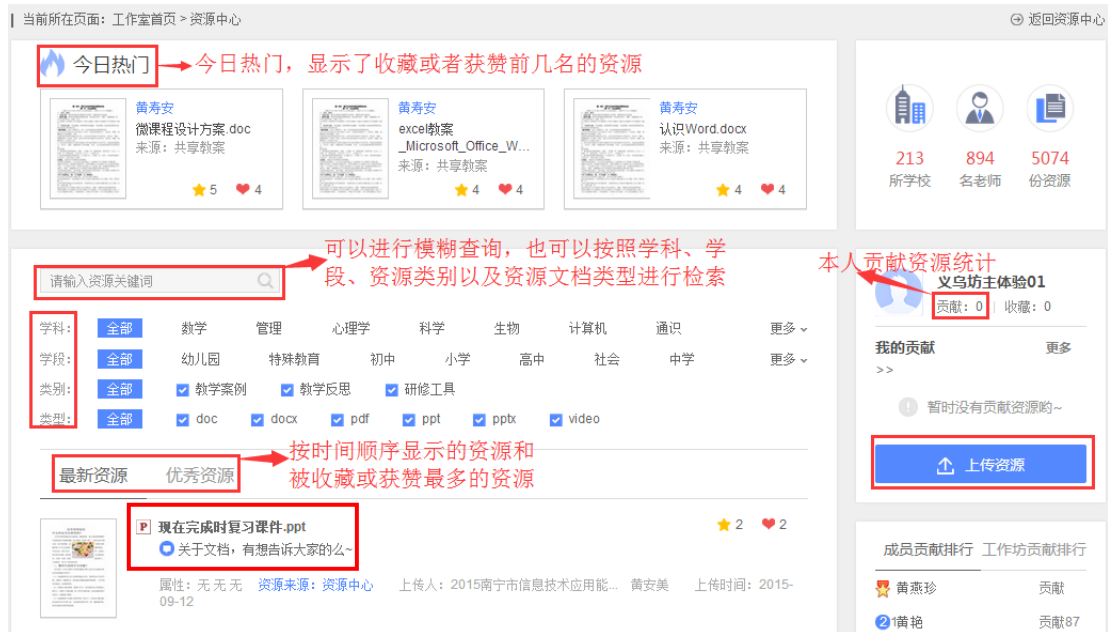 当前所在页面：工作室首页 > 资源中心
返回资源中心
今日热门
今日热门，显示了收藏或者获赞前几名的资源
黄寿安
微课程设计方案.doc
来源：共享教案
5 4
黄寿安
excel教案
_Microsoft_Office_W...
来源：共享教案
4 4
黄寿安
认识Word.docx
来源：共享教案
4 4
213 894 5074
所学校 名老师 份资源
可以进行模糊查询，也可以按照学科、学
段、资源类别以及资源文档类型进行检索
请输入资源关键词
学科： 全部 数学 管理 心理学 科学 生物 计算机 通识 更多
学段： 全部 幼儿园 特殊教育 初中 小学 高中 社会 中学 更多
类别： 全部 教学案例 教学反思 研修工具
类型： 全部 doc docx pdf ppt pptx video
本人贡献资源统计
义乌坊主体验01
贡献：0 | 收藏：0
我的贡献 更多
>>
暂时没有贡献资源哟~
上传资源
按时间顺序显示的资源和
被收藏或获赞最多的资源
最新资源 优秀资源
P 现在完成时复习课件.ppt
2 2
关于文档，有想告诉大家的么~
属性：无 无 无 资源来源：资源中心 上传人：2015南宁市信息技术应用能... 黄安美 上传时间：2015-
09-12
成员贡献排行 工作坊贡献排行
黄燕珍 贡献
2 1黄艳 贡献87